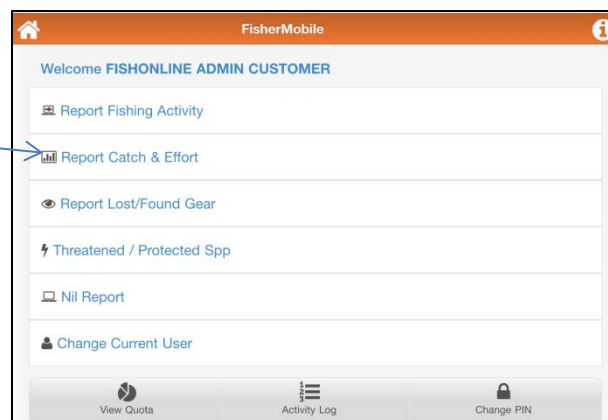 FisherMobile
Welcome FISHONLINE ADMIN CUSTOMER
Report Fishing Activity
Report Catch & Effort
Report Lost/Found Gear
Threatened / Protected Spp
Nil Report
Change Current User
View Quota
Activity Log
Change PIN